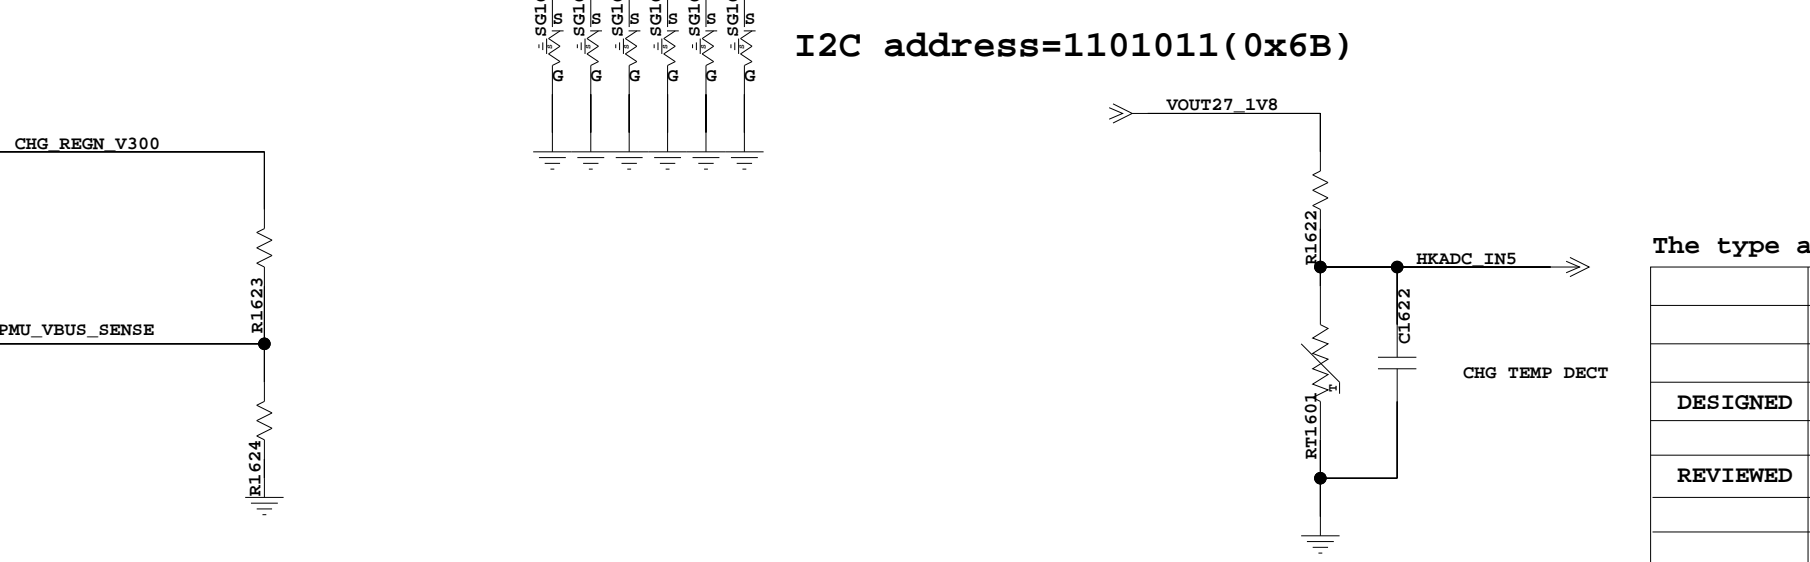 S S S S S S
G G G G G G
I2C address=1101011(0x6B)
VOUT27_1V8
CHG_REGN_V300
R1622
The type a
HKADC_IN5
R1623
C1622
PMU_VBUS_SENSE
CHG TEMP DECT
T
DESIGNED
RT1601
R1624
REVIEWED